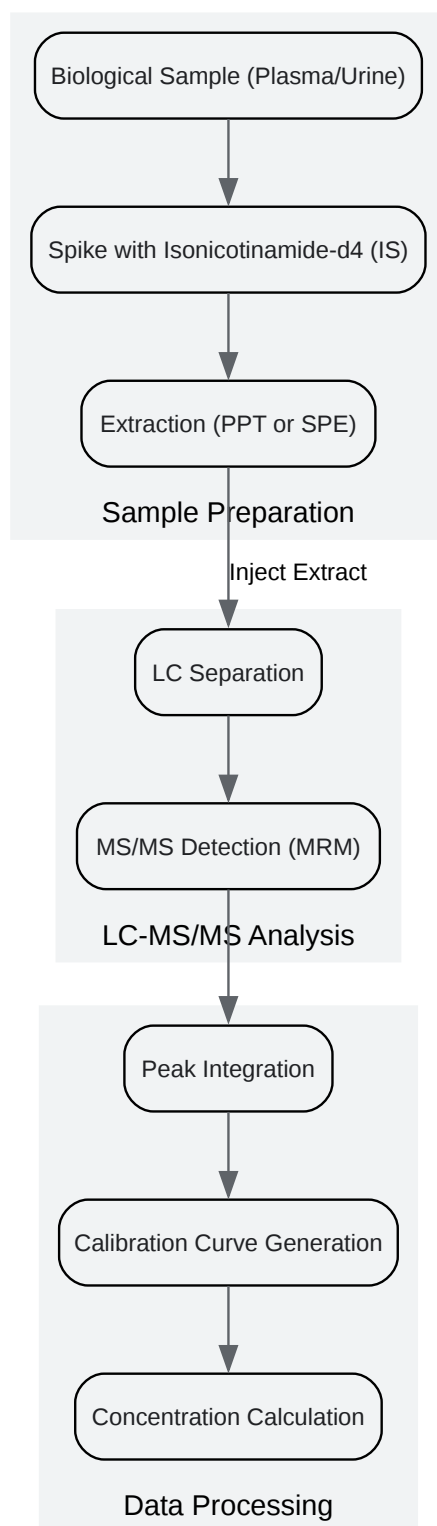 Biological Sample (Plasma/Urine)
Spike with Isonicotinamide-d4 (IS)
Extraction (PPT or SPE)
Sample Preparation
Inject Extract
LC Separation
MS/MS Detection (MRM)
LC-MS/MS Analysis
Peak Integration
Calibration Curve Generation
Concentration Calculation
Data Processing